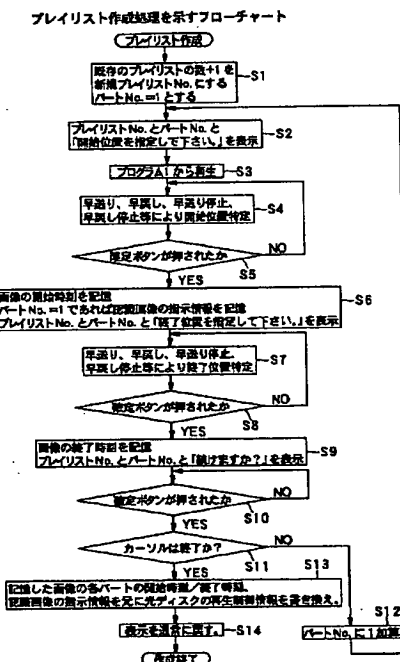 プレイリスト作成処理を示すフローチャート
プレイリスト作成
既存のプレイリストの数+1を
新規プレイリストNo.にする
パートNo.=1とする
S1
プレイリストNo.とパートNo.と
「開始位置を指定して下さい。」を表示
S2
プログラム1から再生
S3
早送り、早戻し、早送り停止、
早戻し停止等により開始位置特定
S4
確定ボタンが押されたか
NO
S5
YES
画像の開始時刻を記憶
パートNo.=1であれば記録画像の指示情報を記憶
プレイリストNo.とパートNo.と「終了位置を指定して下さい。」を表示
S6
早送り、早戻し、早送り停止、
早戻し停止等により終了位置特定
S7
確定ボタンが押されたか
NO
S8
YES
画像の終了時刻を記憶
プレイリストNo.とパートNo.と「続けますか?」を表示
S9
確定ボタンが押されたか
NO
S10
YES
カーソルは終了か?
NO
S11
YES
S13
記憶した画像の各パートの開始時刻/終了時刻、
記録画像の指示情報を元に光ディスクの再生制御情報を書き換え。
S12
パートNo.に1加算
表示を通常に戻す。
S14
作成終了